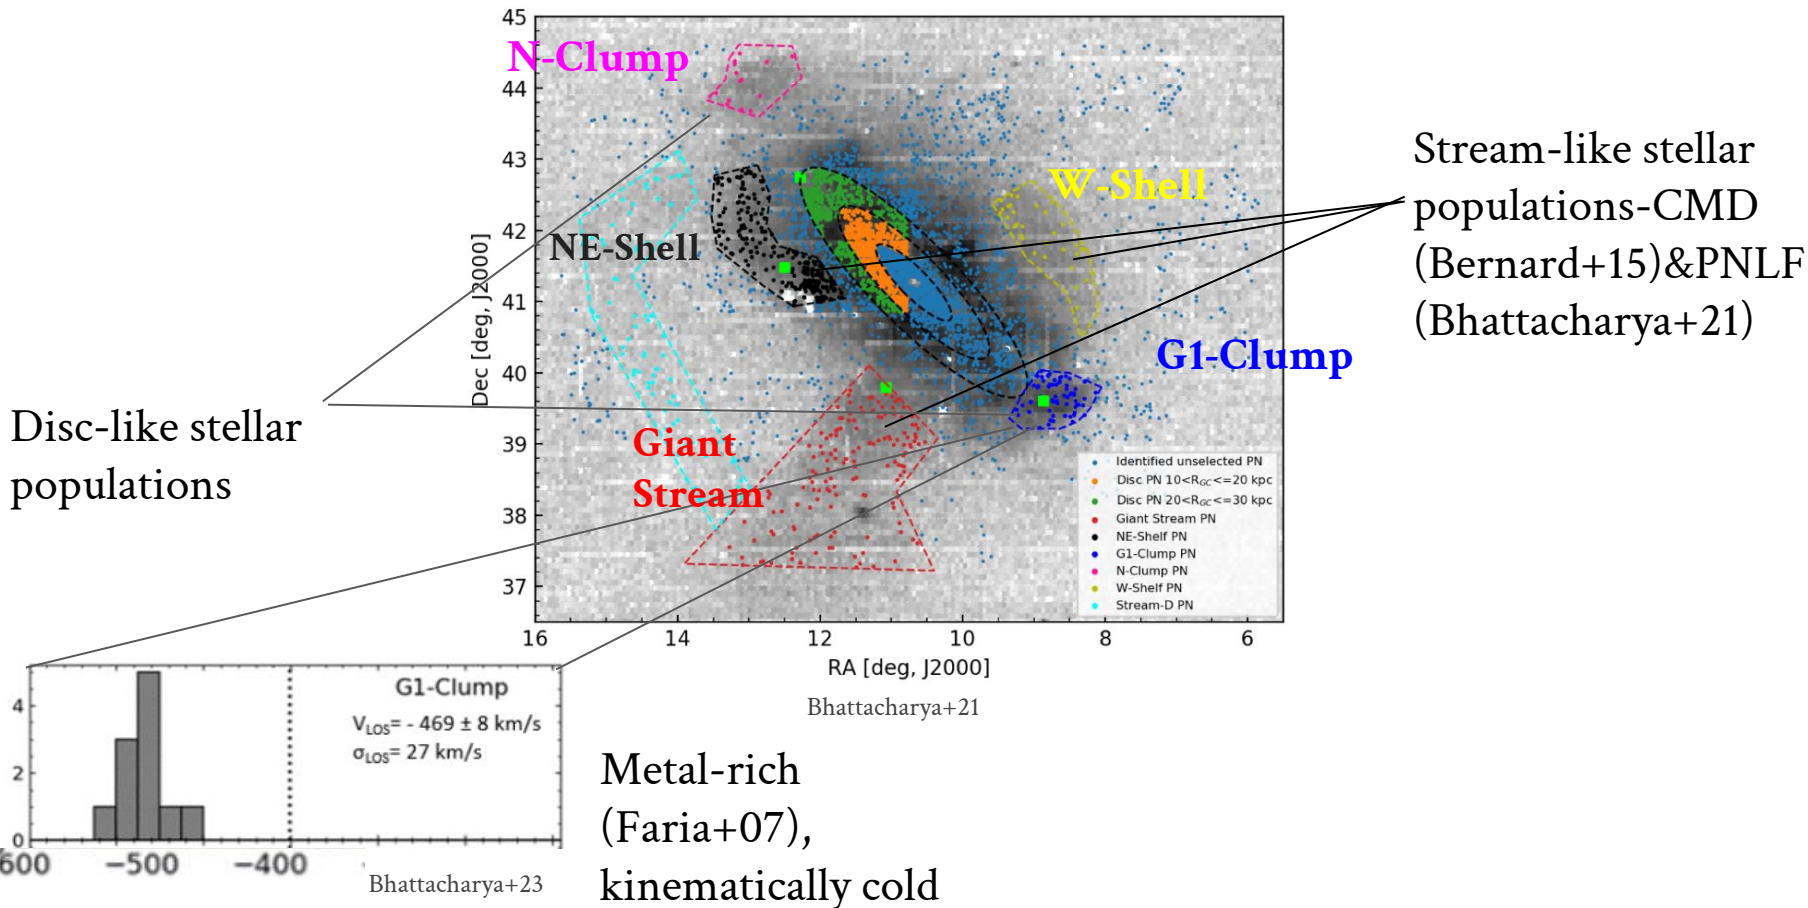 45
N-Clump
44
43
W-Shell
42
NE-Shell
41
G1-Clump
40
Dec [deg, J2000]
39
Giant
Stream
38
37
Identified unselected PN
Disc PN 10<R_GC<=20 kpc
Disc PN 20<R_GC<=30 kpc
Giant Stream PN
NE-Shelf PN
G1-Clump PN
N-Clump PN
W-Shelf PN
Stream-D PN
16 14 12 10 8 6
RA [deg, J2000]
Bhattacharya+21
Stream-like stellar
populations-CMD
(Bernard+15)&PNLF
(Bhattacharya+21)
Disc-like stellar
populations
G1-Clump
V_LOS= - 469 ± 8 km/s
σ_LOS= 27 km/s
4
2
0
600 −500 −400
Bhattacharya+23
Metal-rich
(Faria+07),
kinematically cold